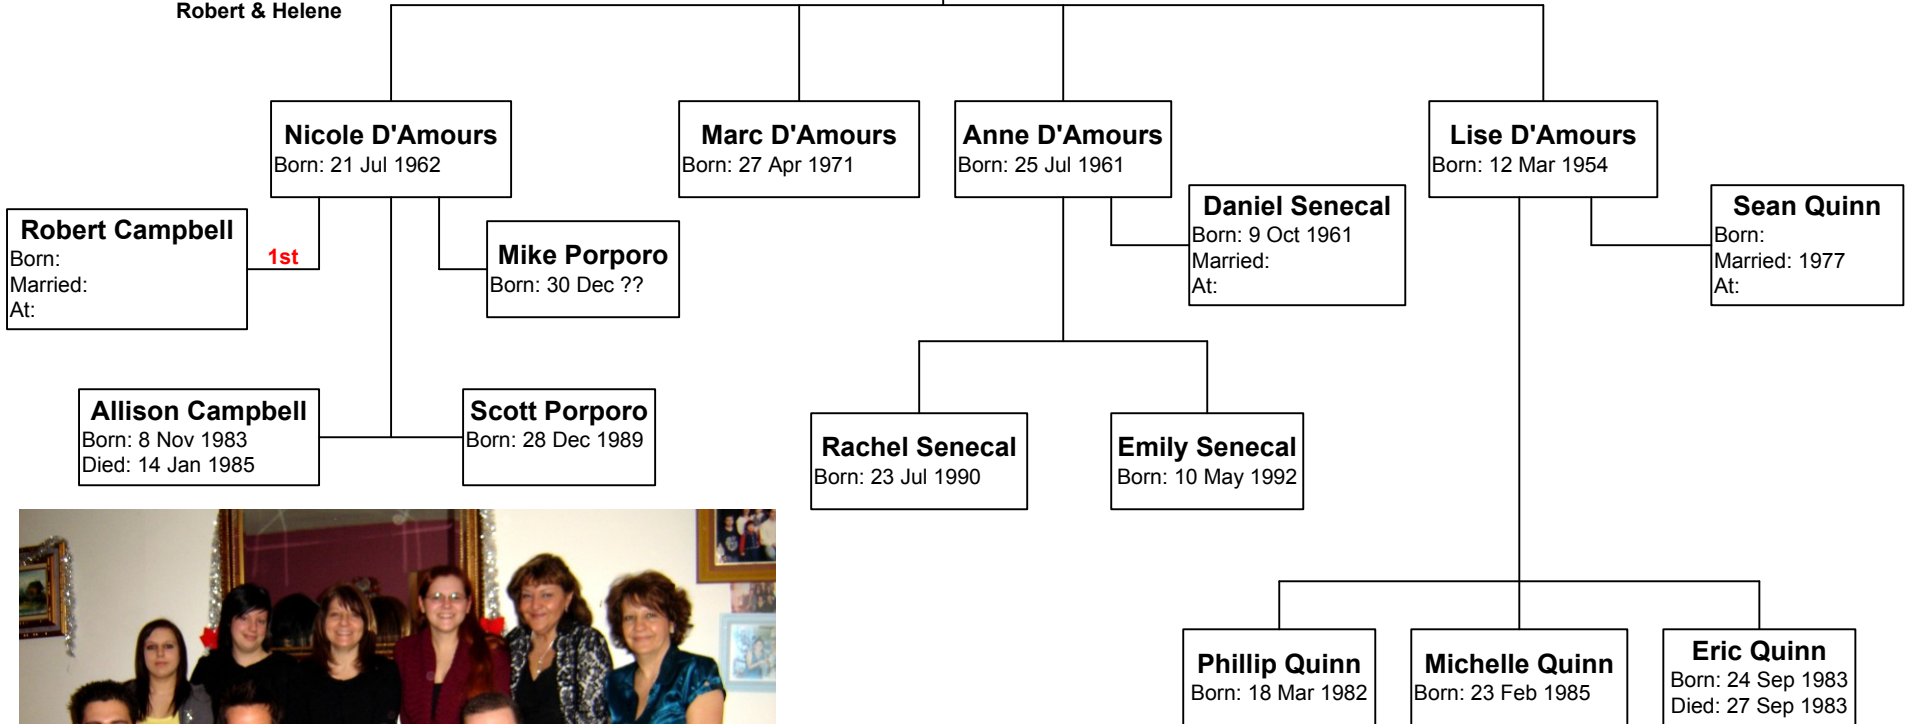 Robert & Helene
Nicole D'Amours
Born: 21 Jul 1962
Marc D'Amours
Born: 27 Apr 1971
Anne D'Amours
Born: 25 Jul 1961
Lise D'Amours
Born: 12 Mar 1954
Robert Campbell
Born:
Married:
At:
1st
Mike Porporo
Born: 30 Dec ??
Daniel Senecal
Born: 9 Oct 1961
Married:
At:
Sean Quinn
Born:
Married: 1977
At:
Allison Campbell
Born: 8 Nov 1983
Died: 14 Jan 1985
Scott Porporo
Born: 28 Dec 1989
Rachel Senecal
Born: 23 Jul 1990
Emily Senecal
Born: 10 May 1992
Phillip Quinn
Born: 18 Mar 1982
Michelle Quinn
Born: 23 Feb 1985
Eric Quinn
Born: 24 Sep 1983
Died: 27 Sep 1983